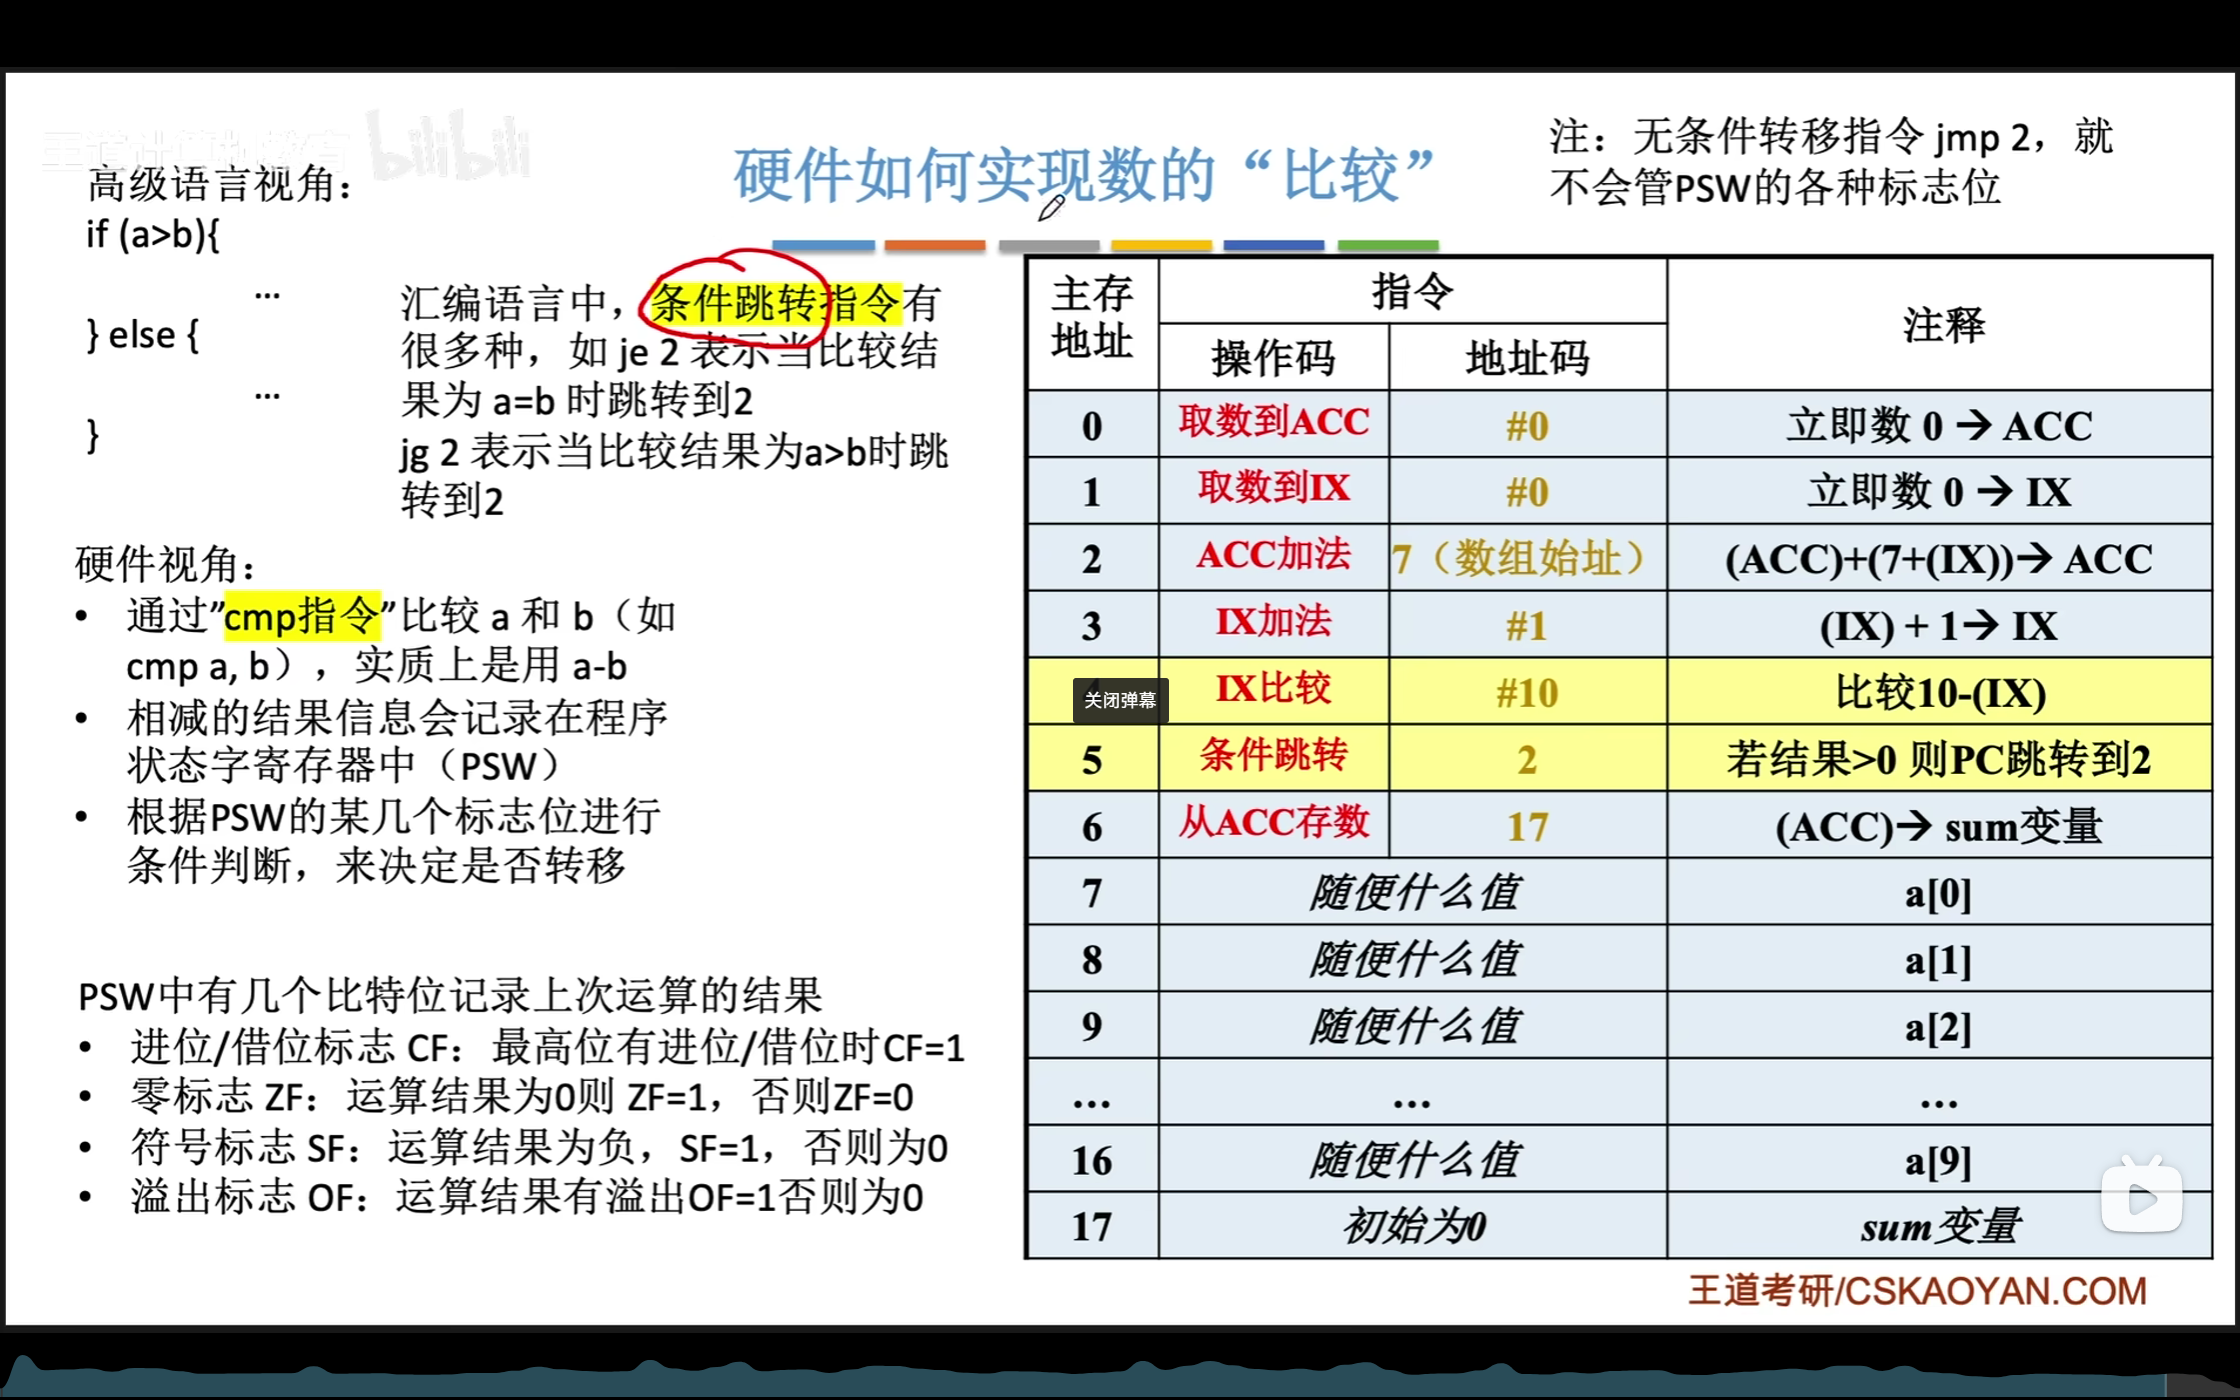 王道计算机教育 bilibili
硬件如何实现数的“比较”
注：无条件转移指令 jmp 2，就
不会管PSW的各种标志位
高级语言视角：
if (a>b){
...
} else {
...
}
汇编语言中，条件跳转指令有
很多种，如 je 2 表示当比较结
果为 a=b 时跳转到2
jg 2 表示当比较结果为a>b时跳
转到2
硬件视角：
• 通过”cmp指令”比较 a 和 b（如
cmp a, b），实质上是用 a-b
• 相减的结果信息会记录在程序
状态字寄存器中（PSW）
• 根据PSW的某几个标志位进行
条件判断，来决定是否转移
PSW中有几个比特位记录上次运算的结果
• 进位/借位标志 CF：最高位有进位/借位时CF=1
• 零标志 ZF：运算结果为0则 ZF=1，否则ZF=0
• 符号标志 SF：运算结果为负，SF=1，否则为0
• 溢出标志 OF：运算结果有溢出OF=1否则为0
主存
地址
指令
注释
操作码 地址码
0 取数到ACC #0 立即数 0 → ACC
1 取数到IX #0 立即数 0 → IX
2 ACC加法 7（数组始址） (ACC)+(7+(IX))→ ACC
3 IX加法 #1 (IX) + 1→ IX
关闭弹幕 IX比较 #10 比较10-(IX)
5 条件跳转 2 若结果>0 则PC跳转到2
6 从ACC存数 17 (ACC)→ sum变量
7 随便什么值 a[0]
8 随便什么值 a[1]
9 随便什么值 a[2]
... ... ...
16 随便什么值 a[9]
17 初始为0 sum变量
王道考研/CSKAOYAN.COM